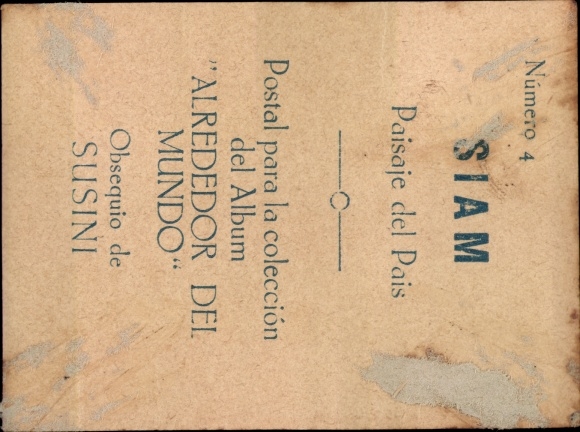 Número 4
SIAM
Paisaje del Pais
Postal para la colección
del Album
"ALREDEDOR DEL
MUNDO"
Obsequio de
SUSINI